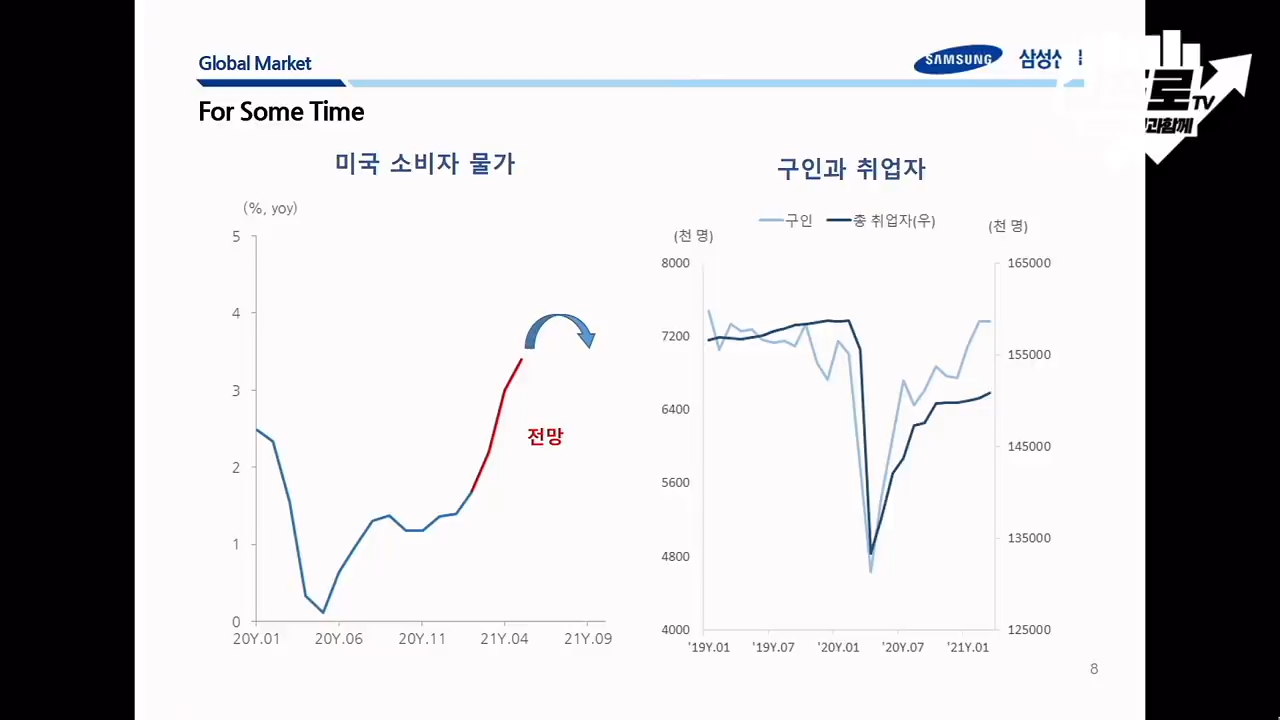 Global Market
SAMSUNG
For Some Time
미국 소비자 물가
(%, yoy)
5
4
3
2
1
0
20Y.01 20Y.06 20Y.11 21Y.04 21Y.09
전망
구인과 취업자
구인 총 취업자(우)
(천 명) (천 명)
8000
7200
6400
5600
4800
4000
165000
155000
145000
135000
125000
'19Y.01 '19Y.07 '20Y.01 '20Y.07 '21Y.01
8
TV